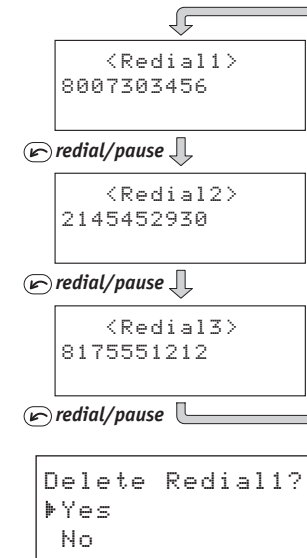 <Redial1>
8007303456
redial/pause
<Redial2>
2145452930
redial/pause
<Redial3>
8175551212
redial/pause
Delete Redial1?
Yes
No